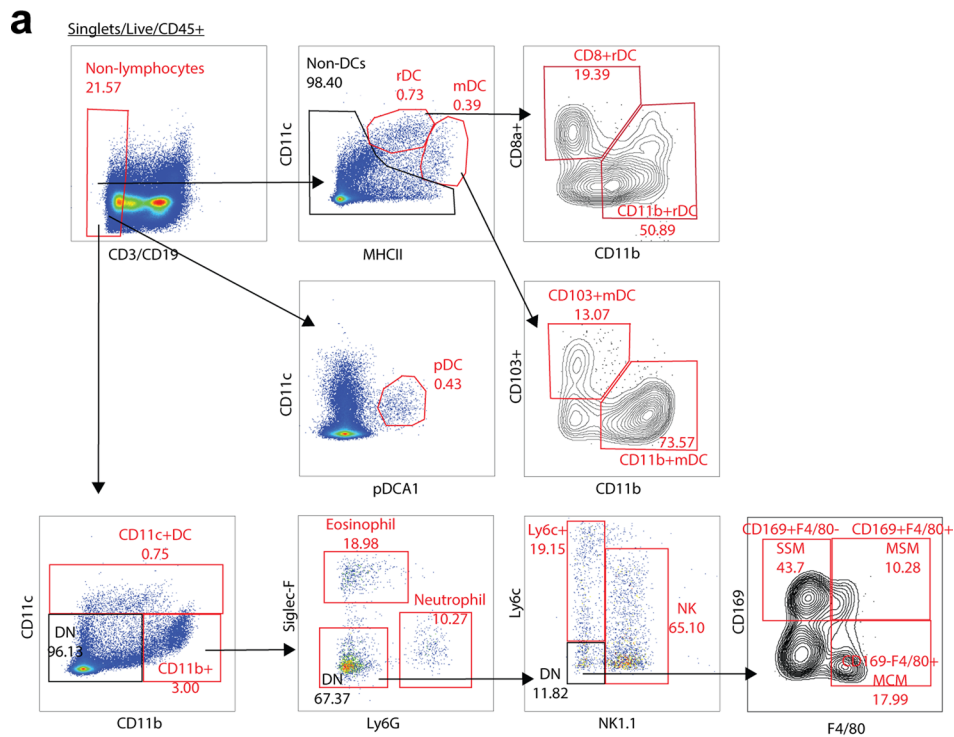 a
Singlets/Live/CD45+
Non-lymphocytes
21.57
CD3/CD19
Non-DCs
98.40
rDC
0.73
mDC
0.39
CD11c
MHCII
CD8+rDC
19.39
CD8a+
CD11b+rDC
50.89
CD11b
pDC
0.43
CD11c
pDCA1
CD103+mDC
13.07
CD103+
73.57
CD11b+mDC
CD11b
CD11c+DC
0.75
CD11c
DN
96.13
CD11b+
3.00
CD11b
Eosinophil
18.98
Siglec-F
Neutrophil
10.27
DN
67.37
Ly6G
Ly6c+
19.15
Ly6c
NK
65.10
DN
11.82
NK1.1
CD169+F4/80-
SSM
43.7
CD169+F4/80+
MSM
10.28
CD169
CD169-F4/80+
MCM
17.99
F4/80